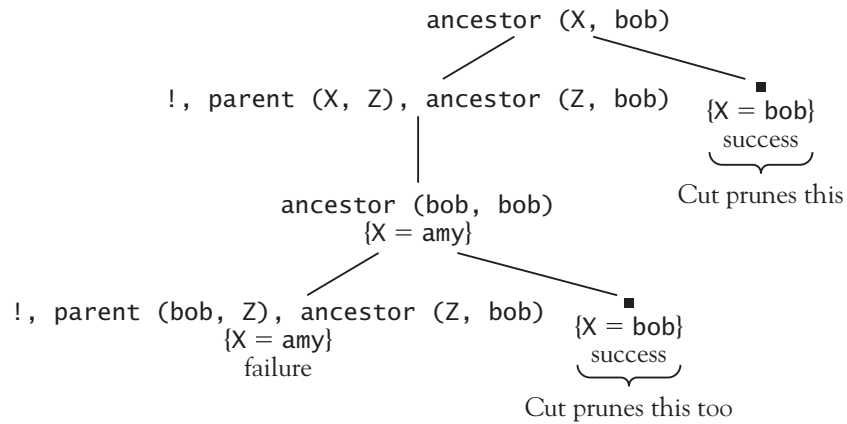 ancestor (X, bob)
!, parent (X, Z), ancestor (Z, bob)
{X = bob}
success
Cut prunes this
ancestor (bob, bob)
{X = amy}
!, parent (bob, Z), ancestor (Z, bob)
{X = amy}
failure
{X = bob}
success
Cut prunes this too